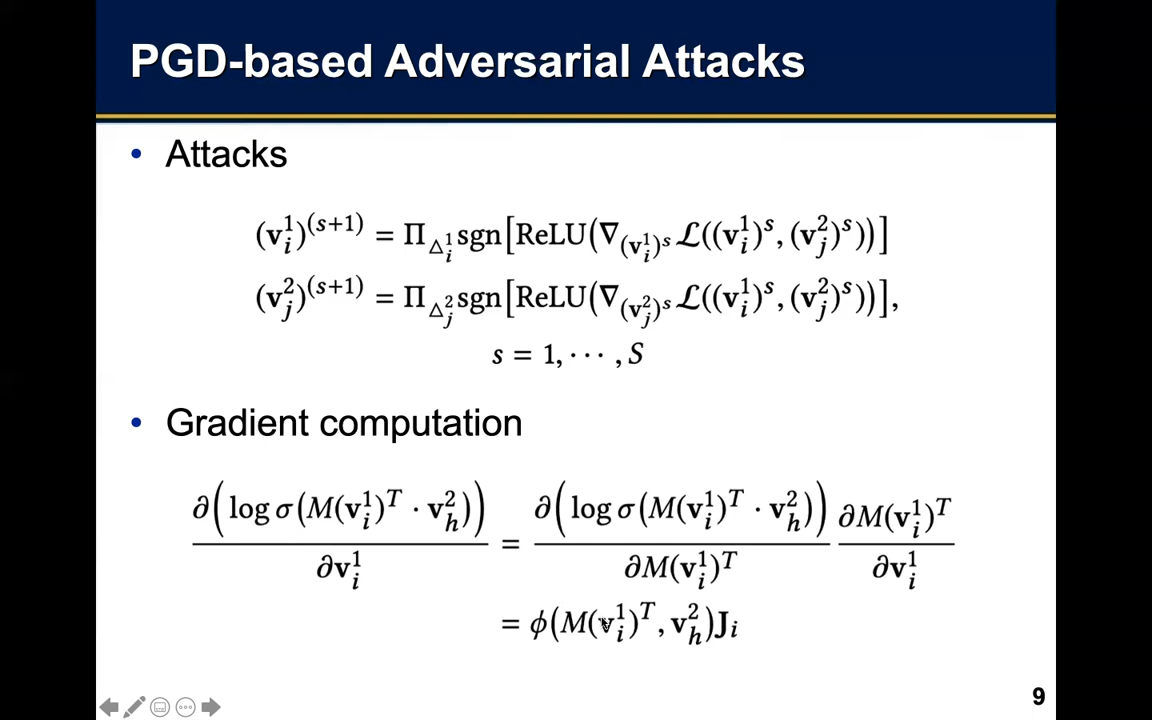 PGD-based Adversarial Attacks
• Attacks
(v_i^1)^(s+1) = Π_{Δ_i^1} sgn[ReLU(∇_{(v_i^1)^s} ℒ((v_i^1)^s, (v_j^2)^s))]
(v_j^2)^(s+1) = Π_{Δ_j^2} sgn[ReLU(∇_{(v_j^2)^s} ℒ((v_i^1)^s, (v_j^2)^s))],
s = 1, ⋯ , S
• Gradient computation
∂(log σ(M(v_i^1)^T · v_h^2)) / ∂v_i^1 = ∂(log σ(M(v_i^1)^T · v_h^2)) / ∂M(v_i^1)^T ∂M(v_i^1)^T / ∂v_i^1
= ϕ(M(v_i^1)^T, v_h^2)J_i
9